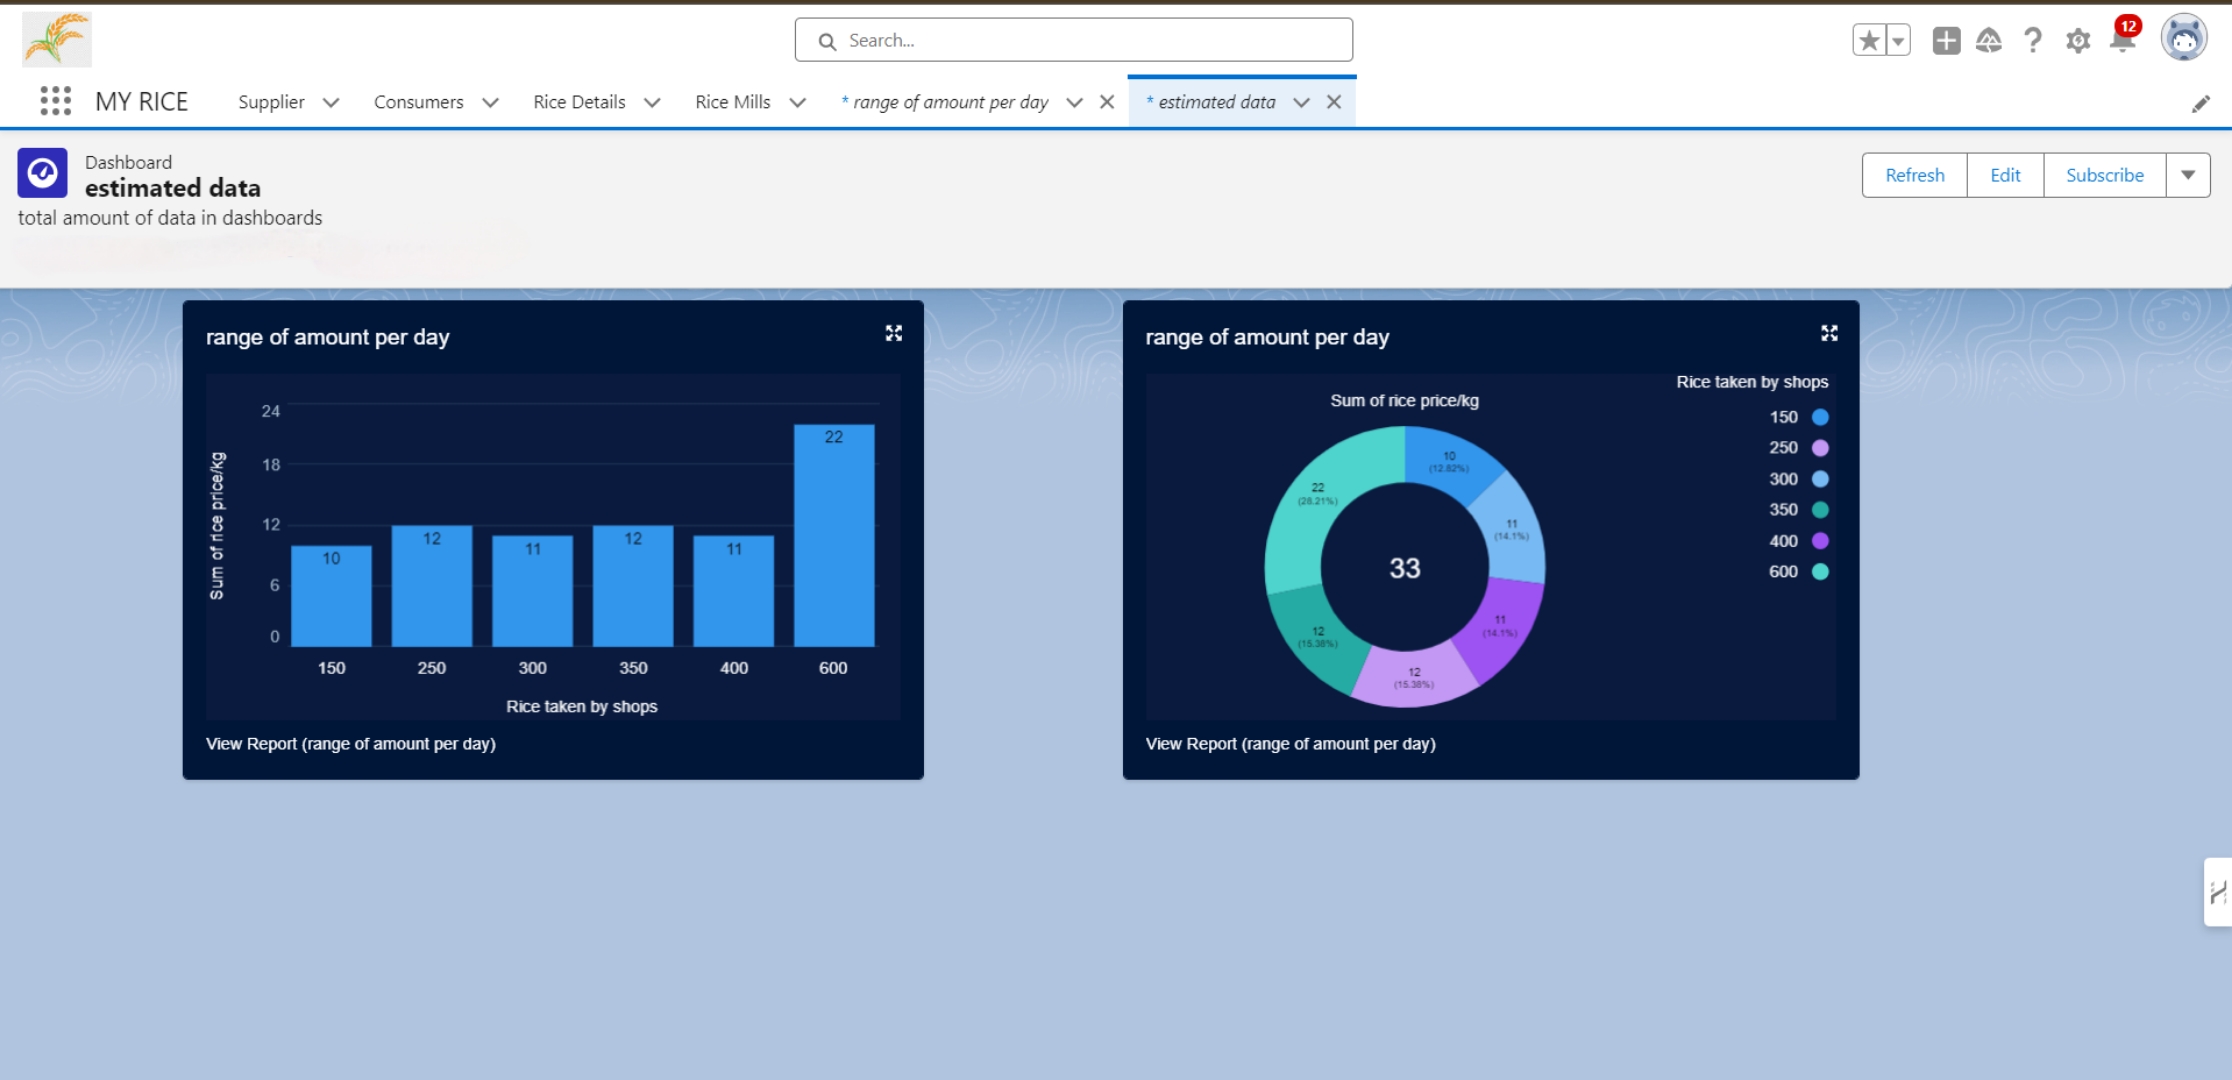 Search...
12
MY RICE
Supplier
Consumers
Rice Details
Rice Mills
* range of amount per day
* estimated data
Dashboard
estimated data
total amount of data in dashboards
Refresh
Edit
Subscribe
range of amount per day
Sum of rice price/kg
24
18
12
6
0
10
12
11
12
11
22
150
250
300
350
400
600
Rice taken by shops
View Report (range of amount per day)
range of amount per day
Rice taken by shops
Sum of rice price/kg
150
250
300
350
400
600
10
(12.82%)
11
(14.1%)
11
(14.1%)
12
(15.38%)
12
(15.38%)
22
(28.21%)
33
View Report (range of amount per day)